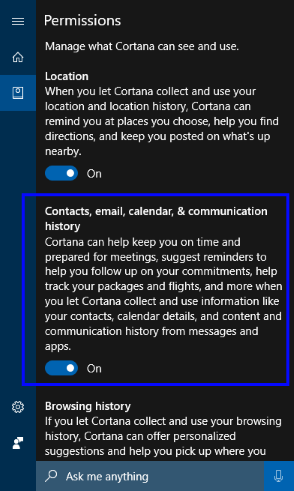 Permissions
Manage what Cortana can see and use.
Location
When you let Cortana collect and use your
location and location history, Cortana can
remind you at places you choose, help you find
directions, and keep you posted on what's up
nearby.
On
Contacts, email, calendar, & communication
history
Cortana can help keep you on time and
prepared for meetings, suggest reminders to
help you follow up on your commitments, help
track your packages and flights, and more when
you let Cortana collect and use information like
your contacts, calendar details, and content and
communication history from messages and
apps.
On
Browsing history
If you let Cortana collect and use your browsing
history, Cortana can offer personalized
suggestions and help you pick up where you
Ask me anything